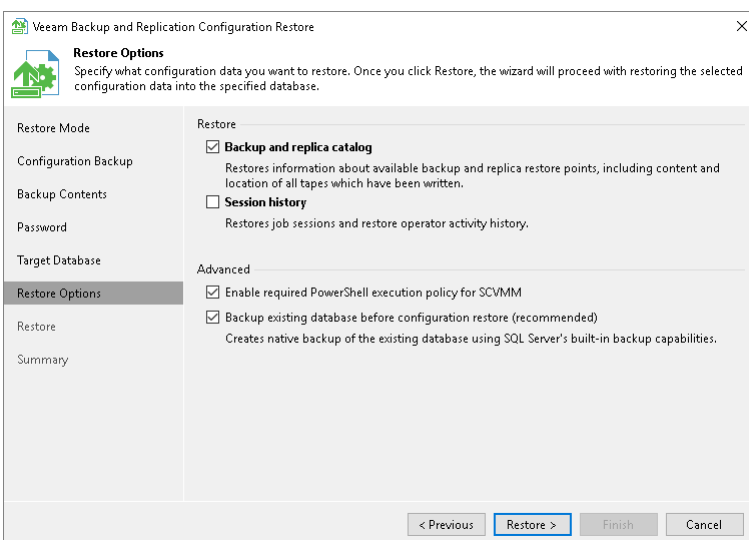 Veeam Backup and Replication Configuration Restore
Restore Options
Specify what configuration data you want to restore. Once you click Restore, the wizard will proceed with restoring the selected
configuration data into the specified database.
Restore Mode
Configuration Backup
Backup Contents
Password
Target Database
Restore Options
Restore
Summary
Restore
Backup and replica catalog
Restores information about available backup and replica restore points, including content and
location of all tapes which have been written.
Session history
Restores job sessions and restore operator activity history.
Advanced
Enable required PowerShell execution policy for SCVMM
Backup existing database before configuration restore (recommended)
Creates native backup of the existing database using SQL Server's built-in backup capabilities.
< Previous
Restore >
Finish
Cancel